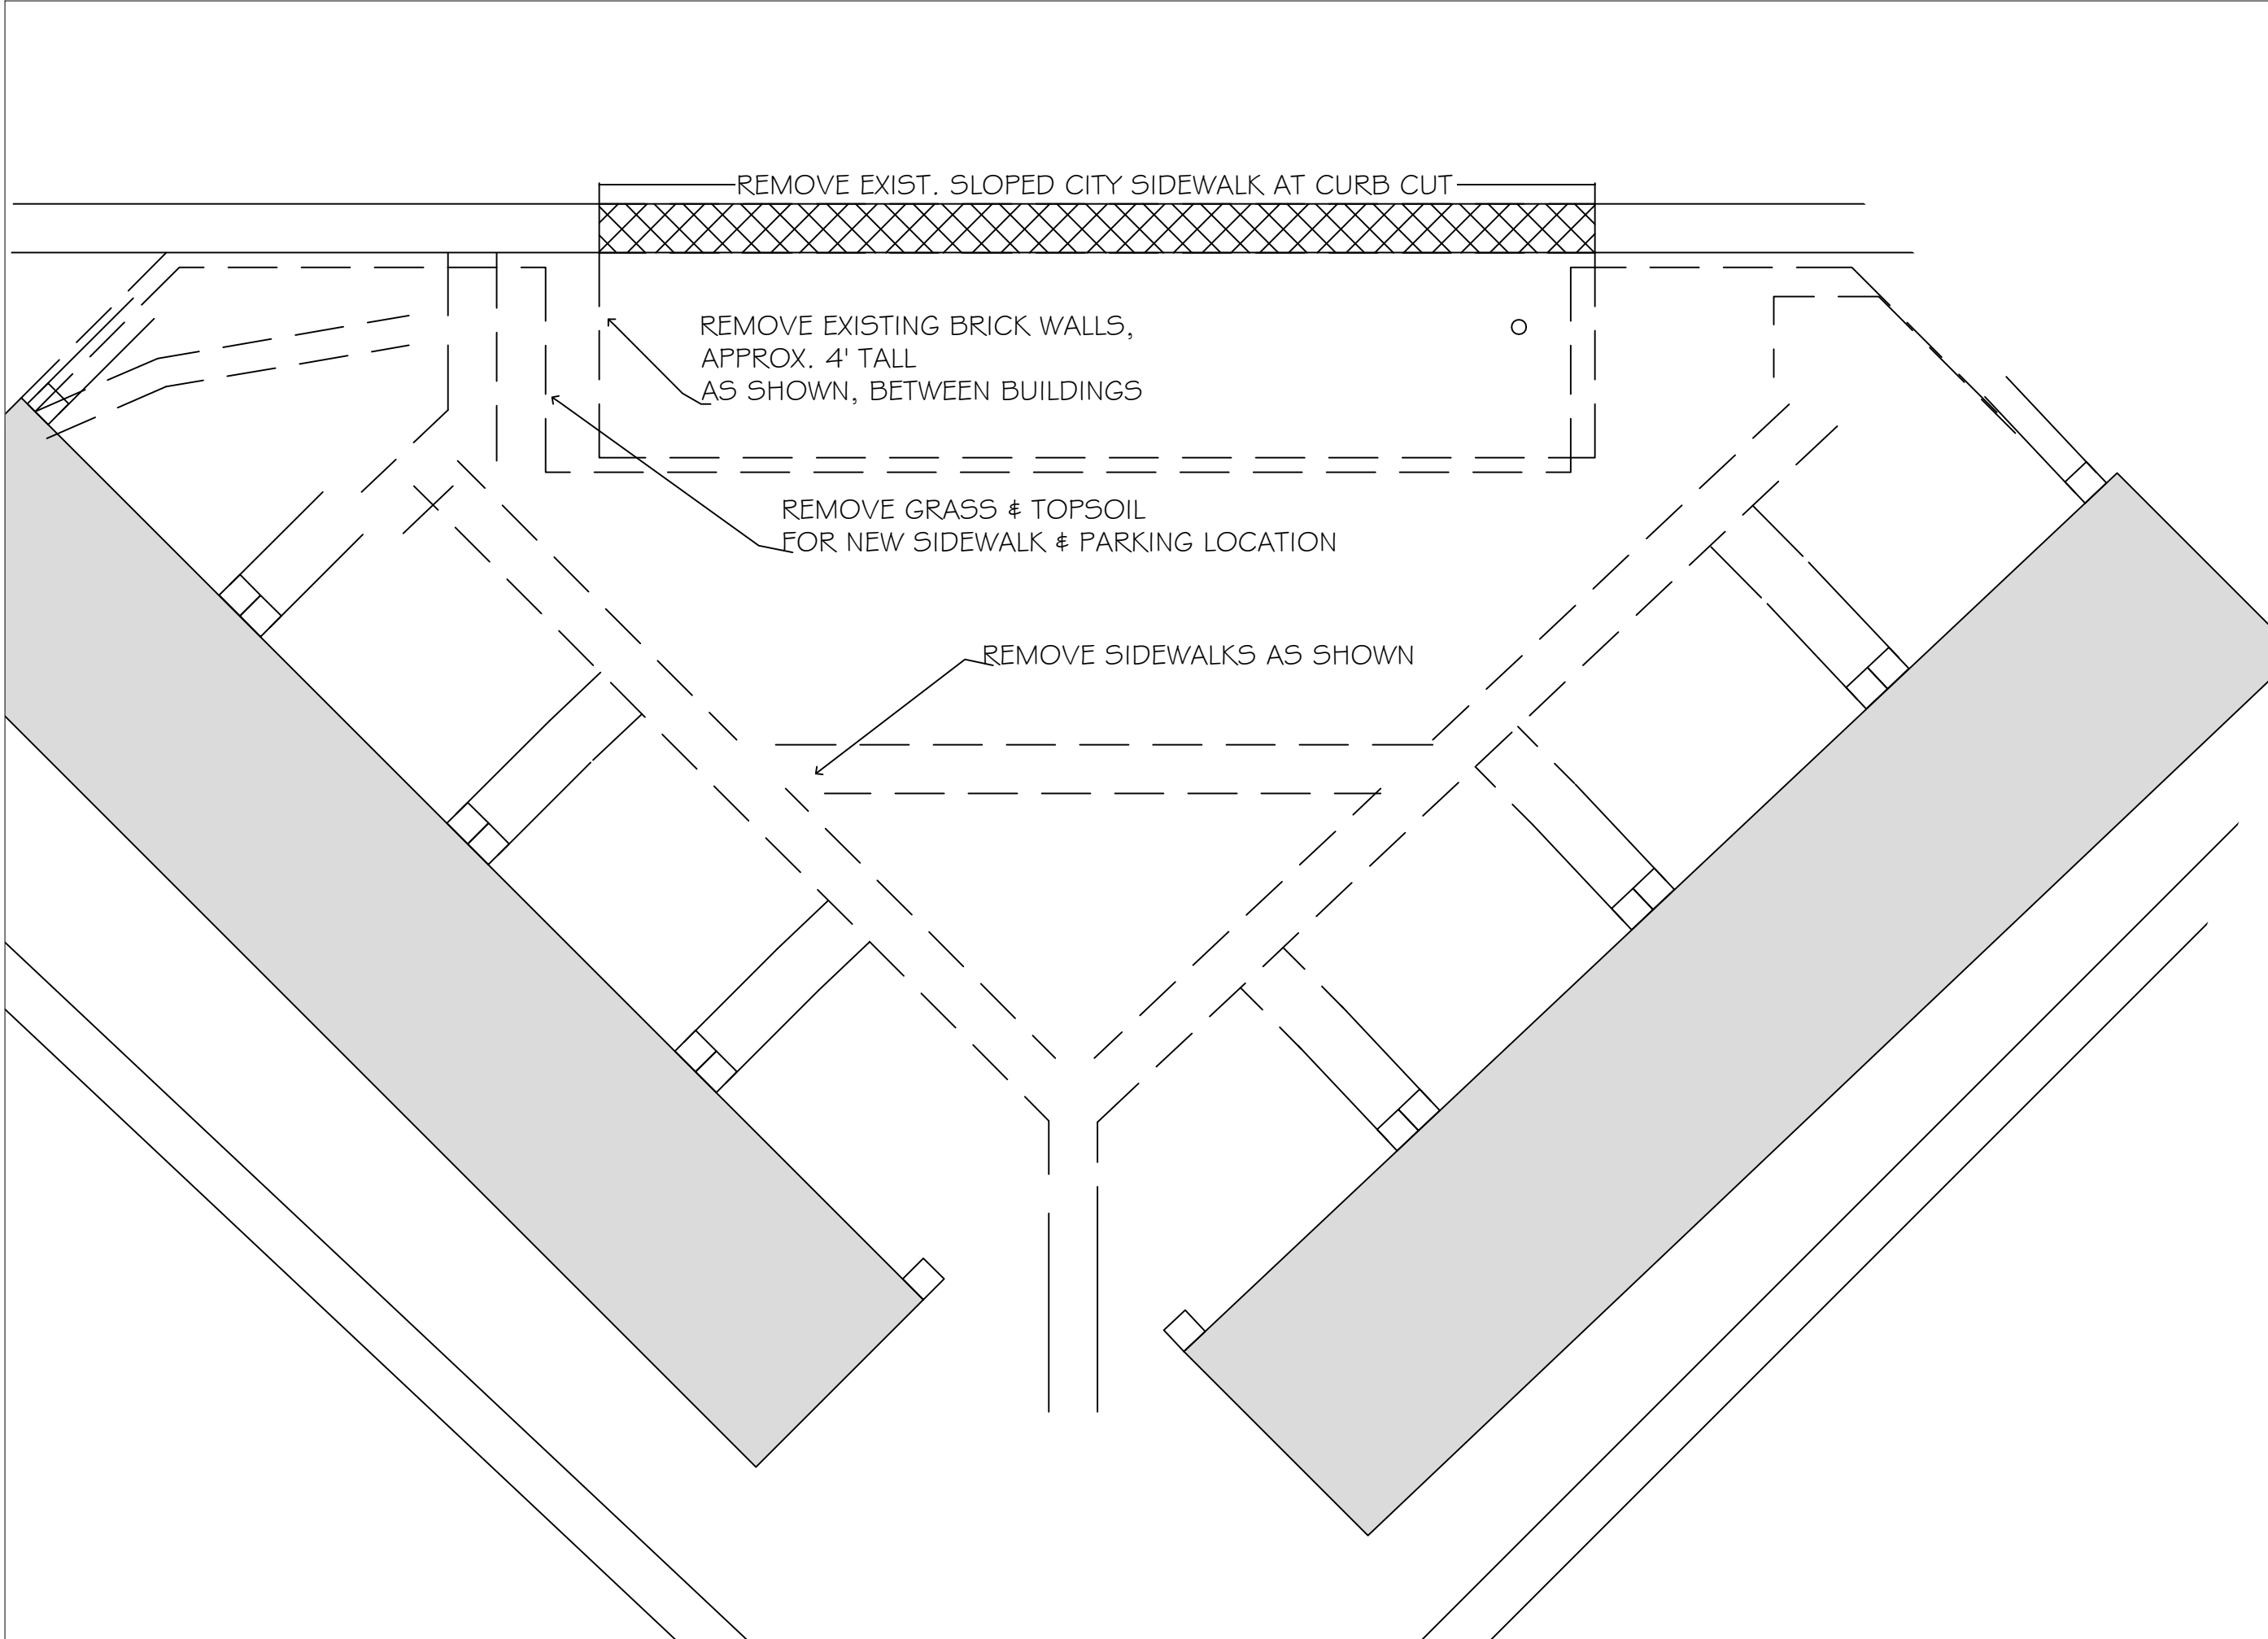 REMOVE EXIST. SLOPED CITY SIDEWALK AT CURB CUT
REMOVE EXISTING BRICK WALLS,
APPROX. 4' TALL
AS SHOWN, BETWEEN BUILDINGS
REMOVE GRASS & TOPSOIL
FOR NEW SIDEWALK & PARKING LOCATION
REMOVE SIDEWALKS AS SHOWN